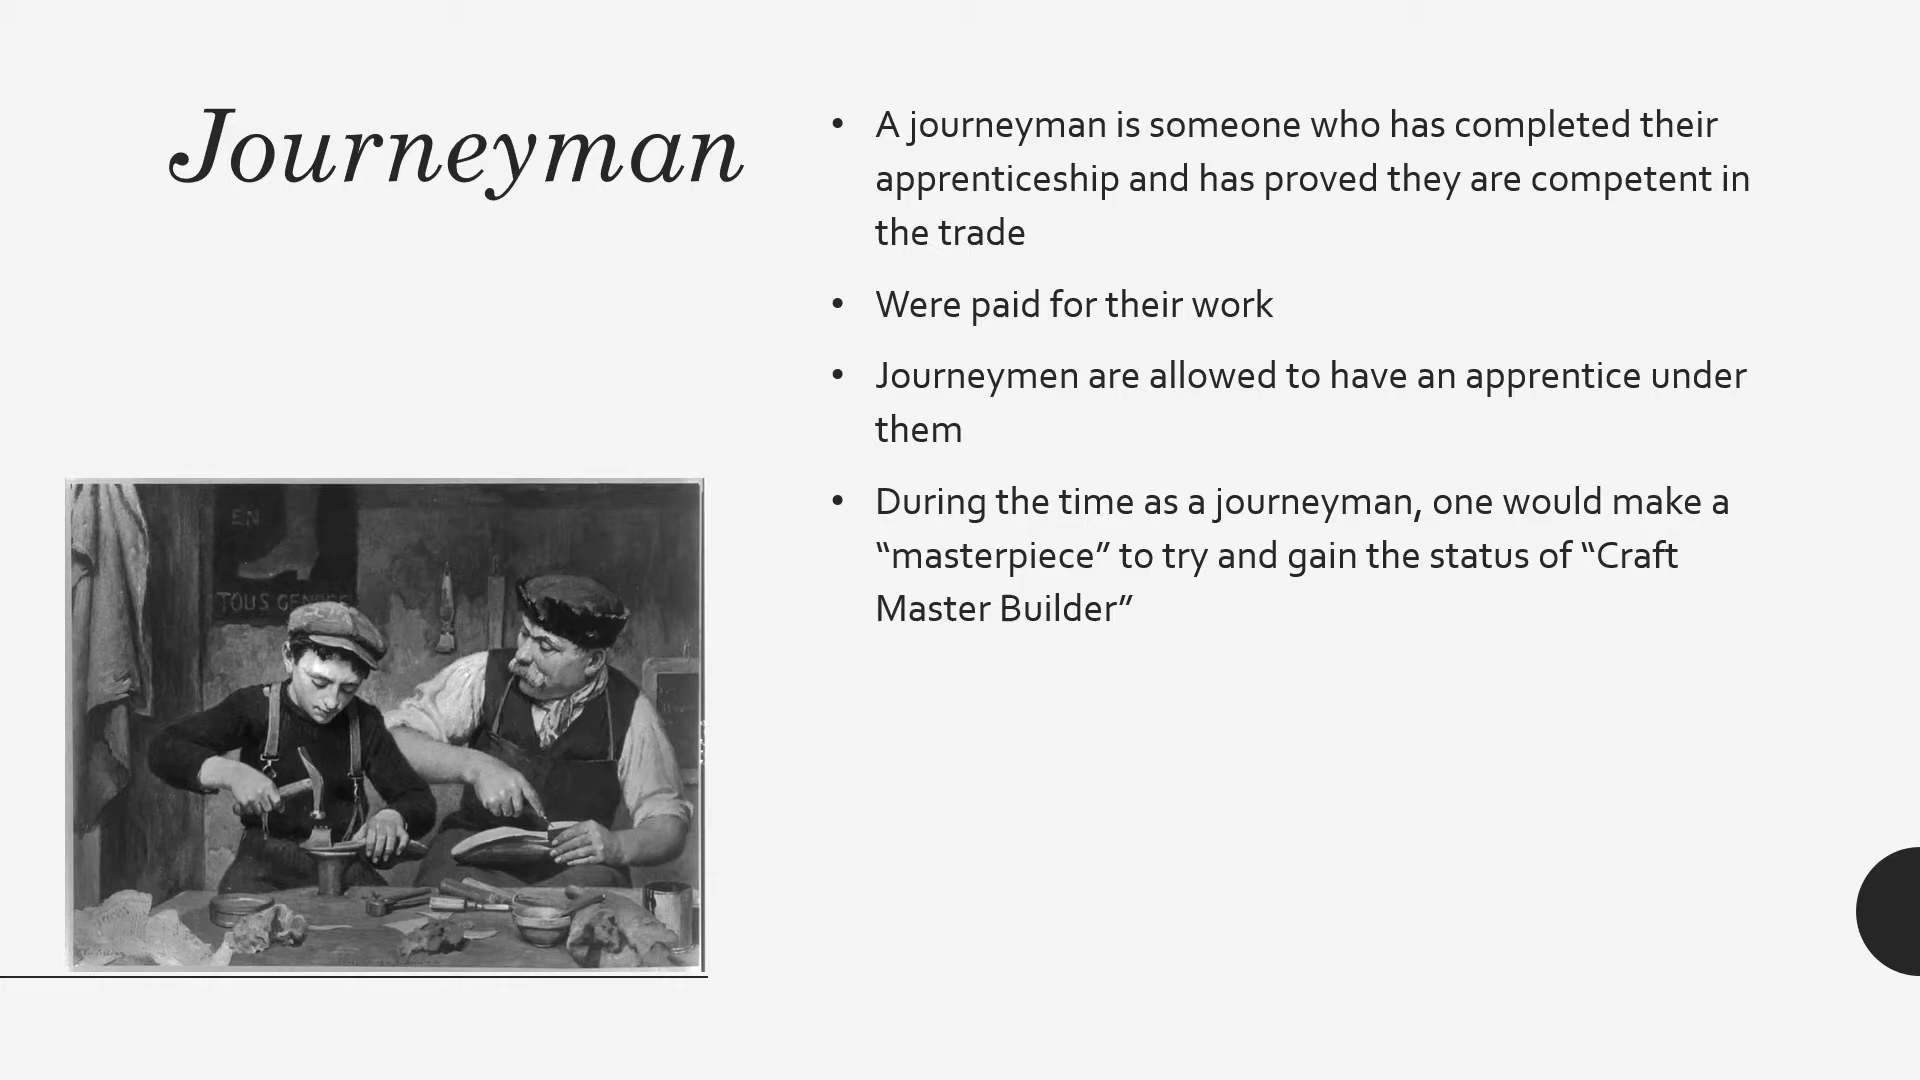 Journeyman
• A journeyman is someone who has completed their
apprenticeship and has proved they are competent in
the trade
• Were paid for their work
• Journeymen are allowed to have an apprentice under
them
• During the time as a journeyman, one would make a
“masterpiece” to try and gain the status of “Craft
Master Builder”
EN
TOUS